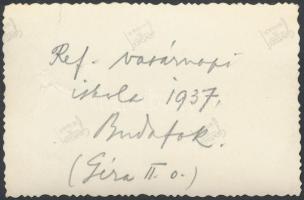 Ref. vasárnapi
iskola 1937.
Budafok.
(Géza II. o.)